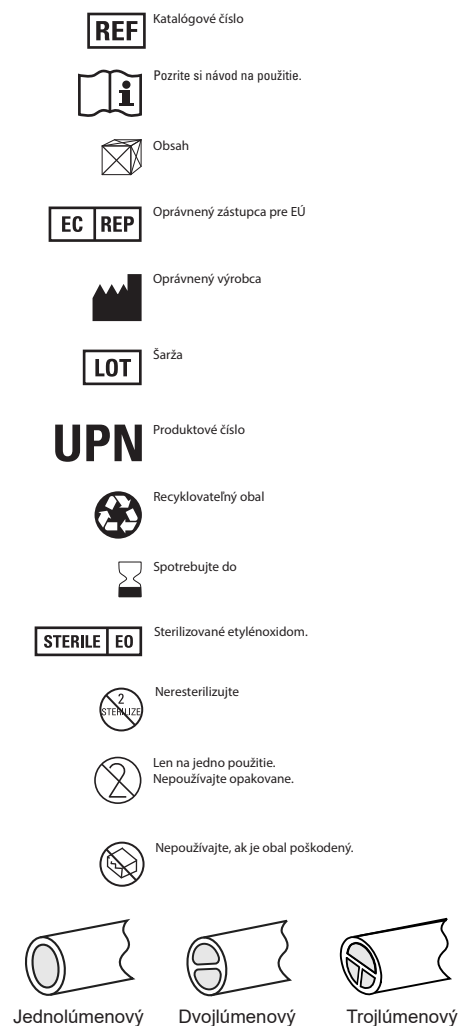 REF Katalógové číslo
Pozrite si návod na použitie.
Obsah
EC REP Oprávnený zástupca pre EÚ
Oprávnený výrobca
LOT Šarža
UPN Produktové číslo
Recyklovateľný obal
Spotrebujte do
STERILE EO Sterilizované etylénoxidom.
2 STERILIZE Neresterilizujte
2 Len na jedno použitie.
Nepoužívajte opakovane.
Nepoužívajte, ak je obal poškodený.
Jednolúmenový Dvojlúmenový Trojlúmenový